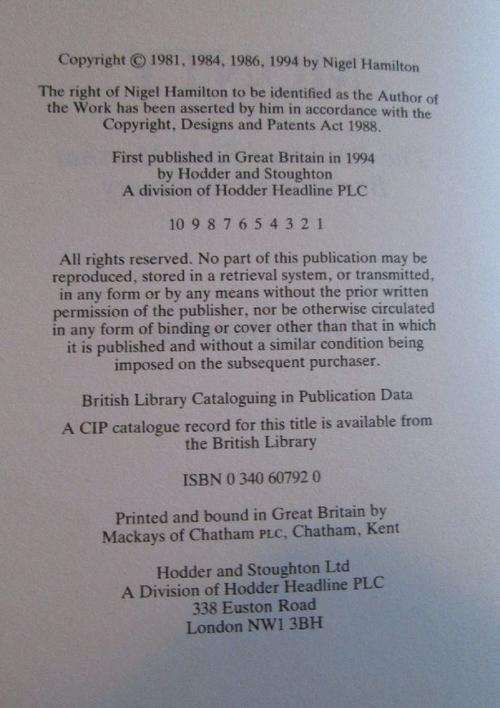 Copyright © 1981, 1984, 1986, 1994 by Nigel Hamilton
The right of Nigel Hamilton to be identified as the Author of
the Work has been asserted by him in accordance with the
Copyright, Designs and Patents Act 1988.
First published in Great Britain in 1994
by Hodder and Stoughton
A division of Hodder Headline PLC
10 9 8 7 6 5 4 3 2 1
All rights reserved. No part of this publication may be
reproduced, stored in a retrieval system, or transmitted,
in any form or by any means without the prior written
permission of the publisher, nor be otherwise circulated
in any form of binding or cover other than that in which
it is published and without a similar condition being
imposed on the subsequent purchaser.
British Library Cataloguing in Publication Data
A CIP catalogue record for this title is available from
the British Library
ISBN 0 340 60792 0
Printed and bound in Great Britain by
Mackays of Chatham PLC, Chatham, Kent
Hodder and Stoughton Ltd
A Division of Hodder Headline PLC
338 Euston Road
London NW1 3BH